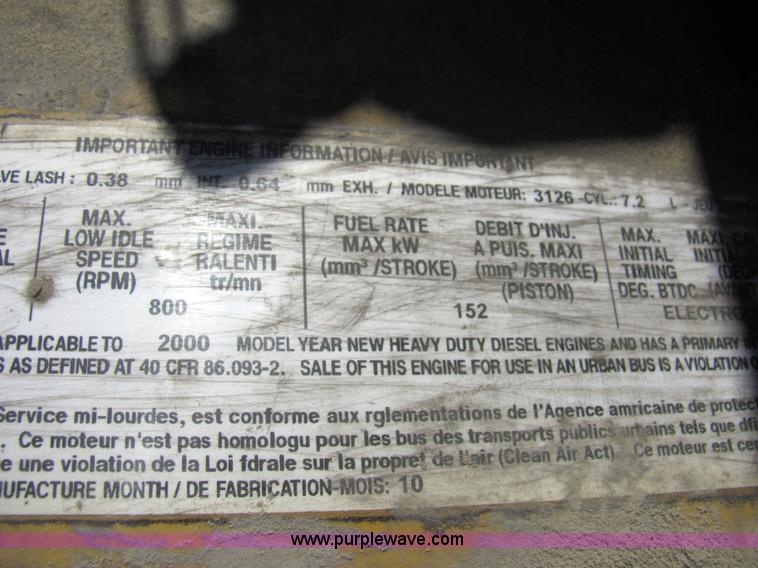 IMPORTANT ENGINE INFORMATION / AVIS IMPORTANT
VE LASH: 0.38 mm INT. 0.64 mm EXH. / MODELE MOTEUR: 3126 -CYL.: 7.2 L - JEU
MAX. MAXI. FUEL RATE DEBIT D'INJ. MAX. MAXI.
LOW IDLE REGIME MAX kW A PUIS. MAXI INITIAL
SPEED RALENTI (mm³ /STROKE) (mm³ /STROKE) TIMING
(RPM) tr/mn (PISTON) DEG. BTDC
800 152 ELECTRO
APPLICABLE TO 2000 MODEL YEAR NEW HEAVY DUTY DIESEL ENGINES AND HAS A PRIMARY
S AS DEFINED AT 40 CFR 86.093-2. SALE OF THIS ENGINE FOR USE IN AN URBAN BUS IS A VIOLATION
Service mi-lourdes, est conforme aux rglementations de l'Agence amricaine de protec
. Ce moteur n'est pas homologu pour les bus des transports publics urbains tels que dfi
e une violation de la Loi fdrale sur la propret de l'air (Clean Air Act) Ce moteur est cer
NUFACTURE MONTH / DE FABRICATION-MOIS: 10
www.purplewave.com